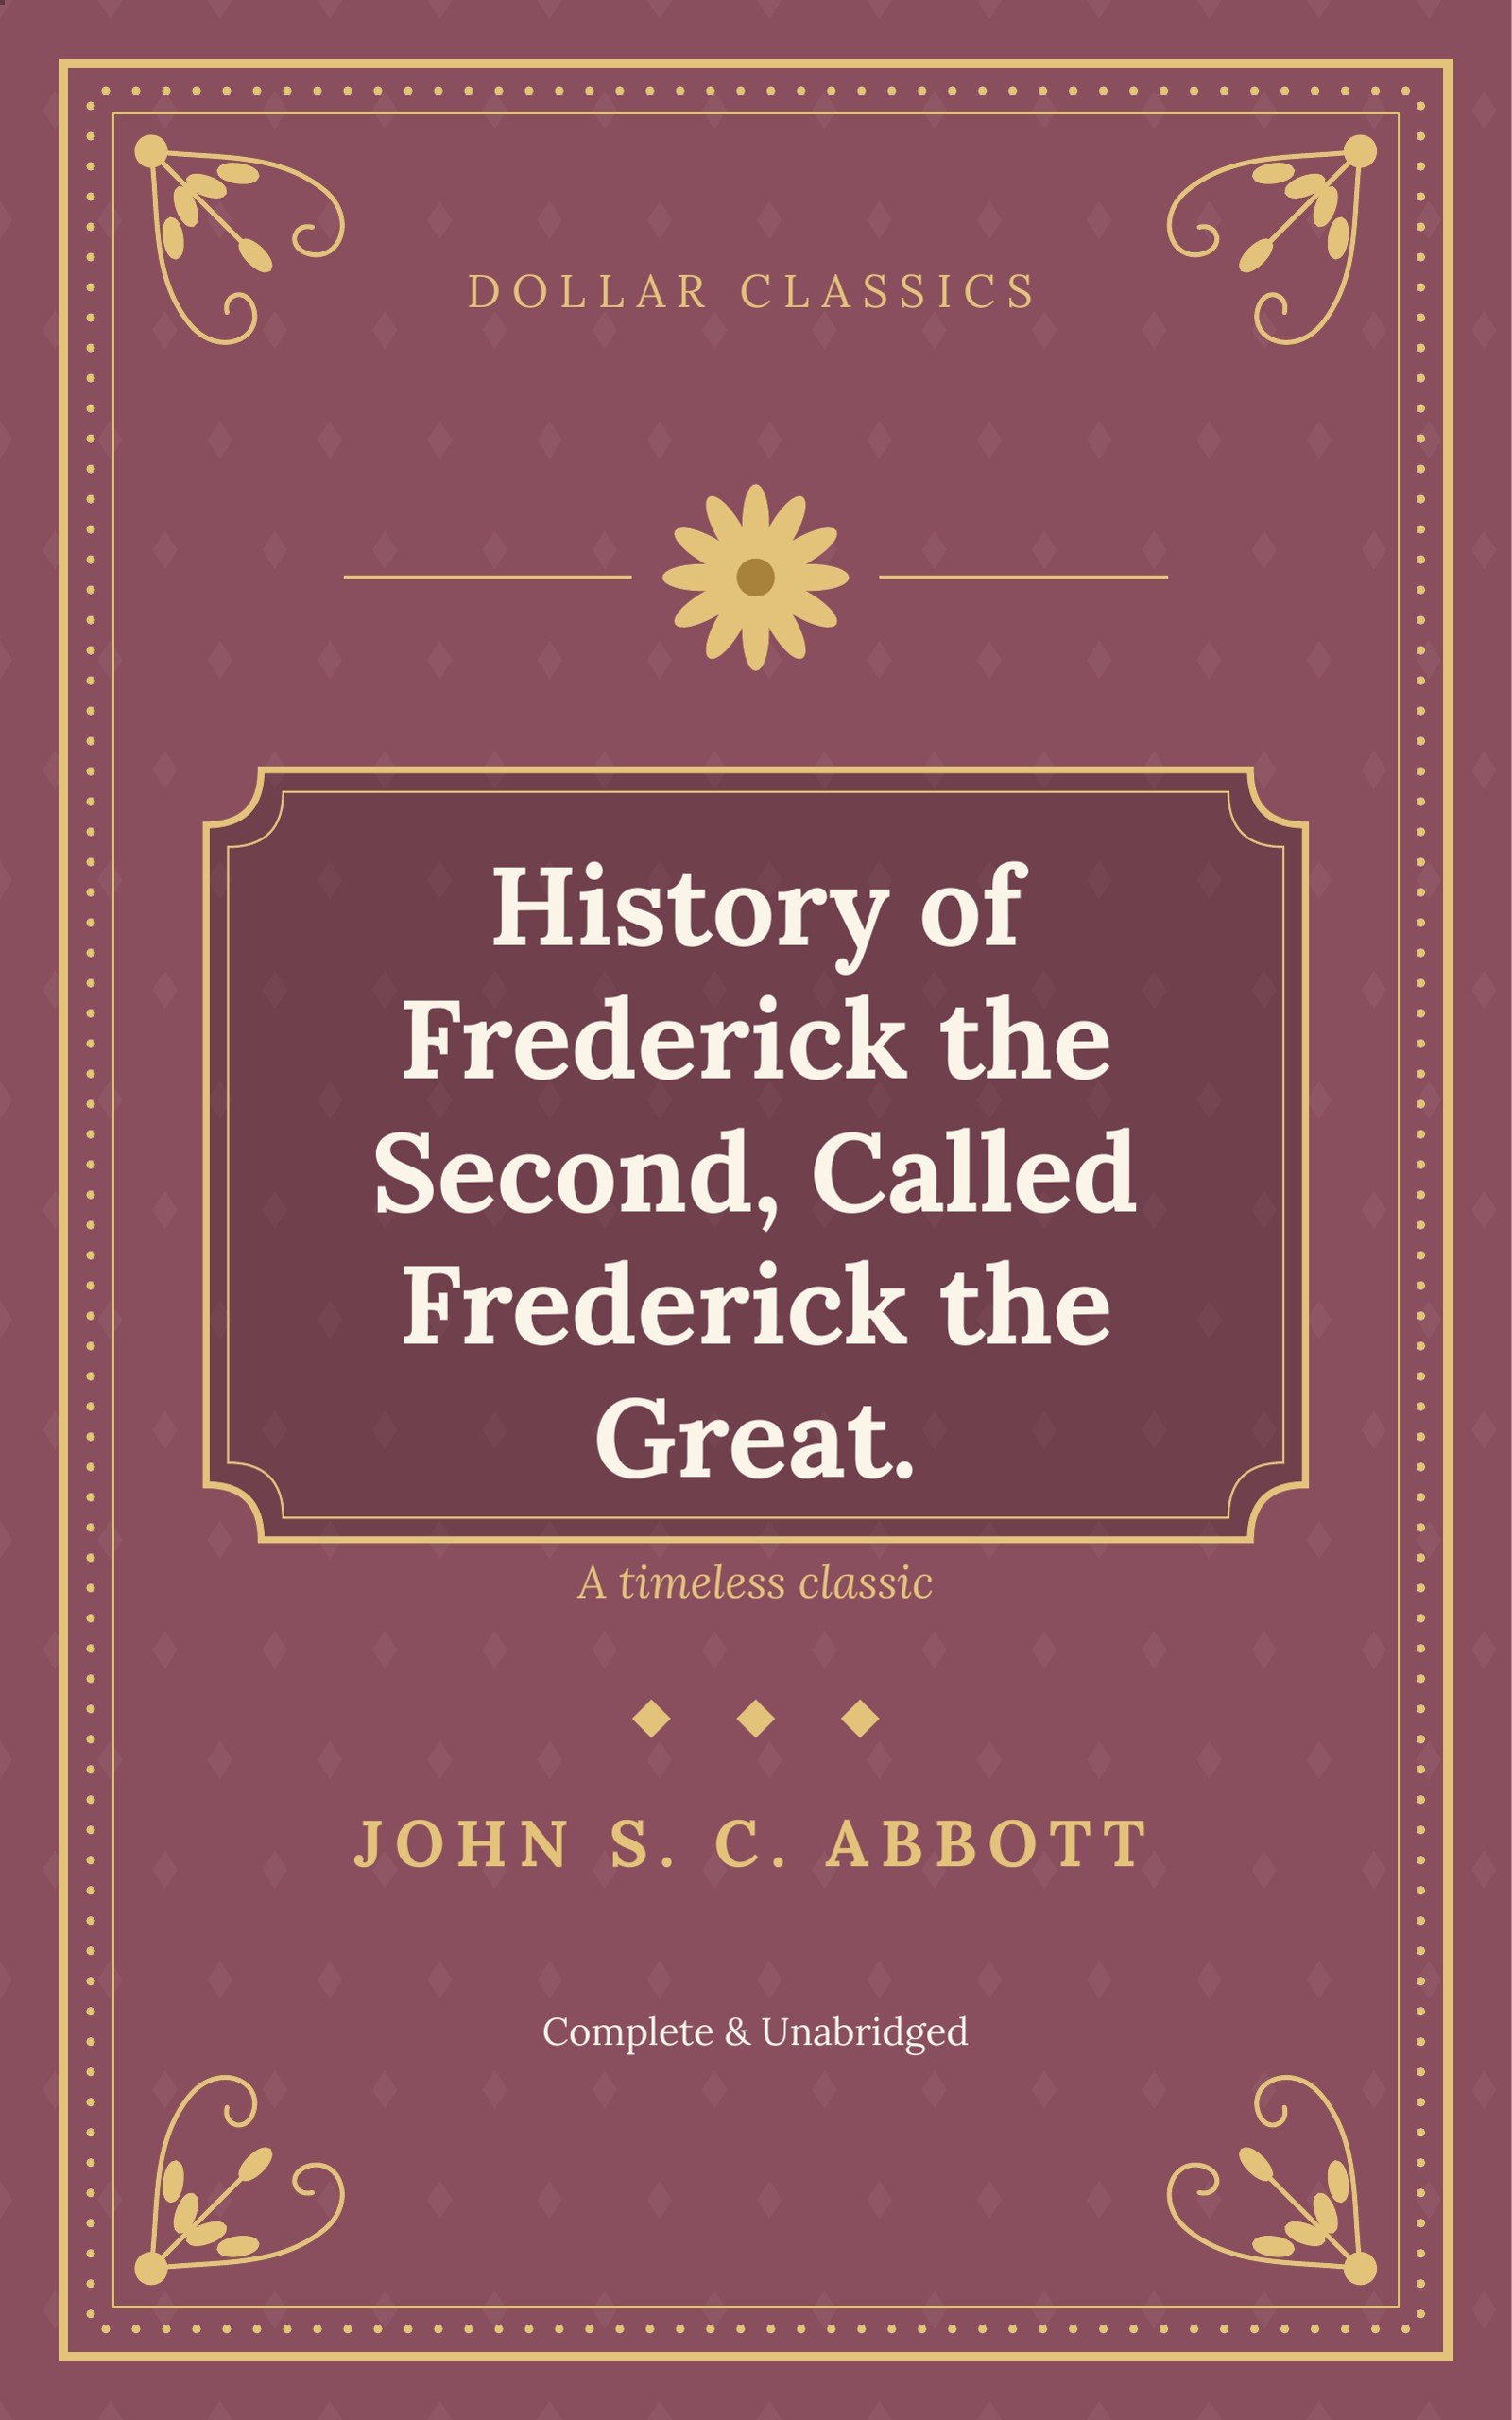 DOLLAR CLASSICS
History of
Frederick the
Second, Called
Frederick the
Great.
A timeless classic
JOHN S. C. ABBOTT
Complete & Unabridged